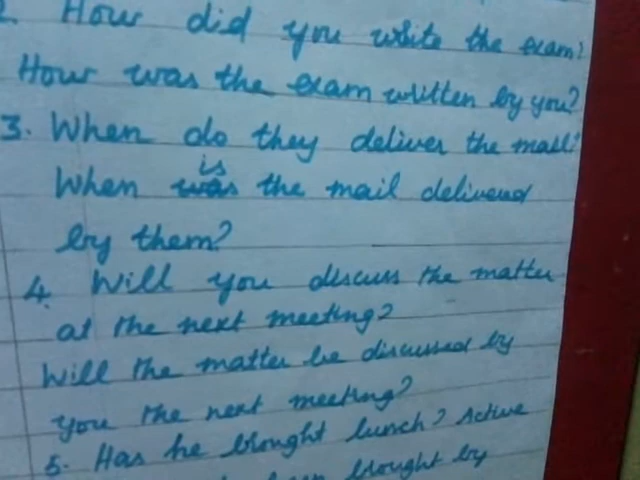 2. How did you write the exam?
How was the exam written by you?
3. When do they deliver the mail?
is
When was the mail delivered
by them?
4. Will you discuss the matter
at the next meeting?
Will the matter be discussed by
you the next meeting?
5. Has he brought lunch? Active
been brought by